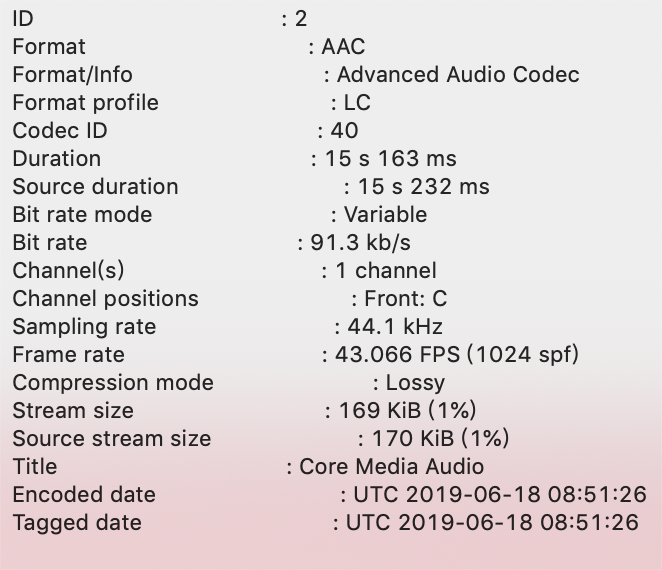 ID : 2
Format : AAC
Format/Info : Advanced Audio Codec
Format profile : LC
Codec ID : 40
Duration : 15 s 163 ms
Source duration : 15 s 232 ms
Bit rate mode : Variable
Bit rate : 91.3 kb/s
Channel(s) : 1 channel
Channel positions : Front: C
Sampling rate : 44.1 kHz
Frame rate : 43.066 FPS (1024 spf)
Compression mode : Lossy
Stream size : 169 KiB (1%)
Source stream size : 170 KiB (1%)
Title : Core Media Audio
Encoded date : UTC 2019-06-18 08:51:26
Tagged date : UTC 2019-06-18 08:51:26